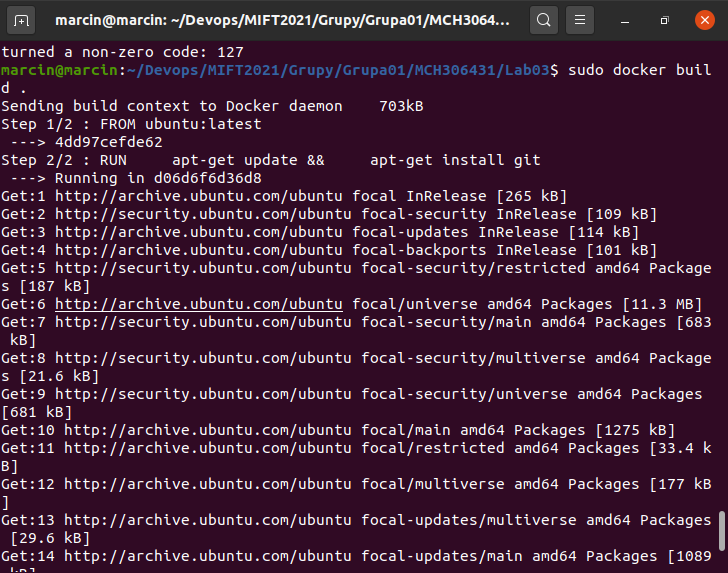 marcin@marcin: ~/Devops/MIFT2021/Grupy/Grupa01/MCH3064...
turned a non-zero code: 127
marcin@marcin:~/Devops/MIFT2021/Grupy/Grupa01/MCH306431/Lab03$ sudo docker buil
d .
Sending build context to Docker daemon    703kB
Step 1/2 : FROM ubuntu:latest
 ---> 4dd97cefde62
Step 2/2 : RUN     apt-get update &&     apt-get install git
 ---> Running in d06d6f6d36d8
Get:1 http://archive.ubuntu.com/ubuntu focal InRelease [265 kB]
Get:2 http://security.ubuntu.com/ubuntu focal-security InRelease [109 kB]
Get:3 http://archive.ubuntu.com/ubuntu focal-updates InRelease [114 kB]
Get:4 http://archive.ubuntu.com/ubuntu focal-backports InRelease [101 kB]
Get:5 http://security.ubuntu.com/ubuntu focal-security/restricted amd64 Package
s [187 kB]
Get:6 http://archive.ubuntu.com/ubuntu focal/universe amd64 Packages [11.3 MB]
Get:7 http://security.ubuntu.com/ubuntu focal-security/main amd64 Packages [683
 kB]
Get:8 http://security.ubuntu.com/ubuntu focal-security/multiverse amd64 Package
s [21.6 kB]
Get:9 http://security.ubuntu.com/ubuntu focal-security/universe amd64 Packages
[681 kB]
Get:10 http://archive.ubuntu.com/ubuntu focal/main amd64 Packages [1275 kB]
Get:11 http://archive.ubuntu.com/ubuntu focal/restricted amd64 Packages [33.4 k
B]
Get:12 http://archive.ubuntu.com/ubuntu focal/multiverse amd64 Packages [177 kB
]
Get:13 http://archive.ubuntu.com/ubuntu focal-updates/multiverse amd64 Packages
 [29.6 kB]
Get:14 http://archive.ubuntu.com/ubuntu focal-updates/main amd64 Packages [1089
 kB]